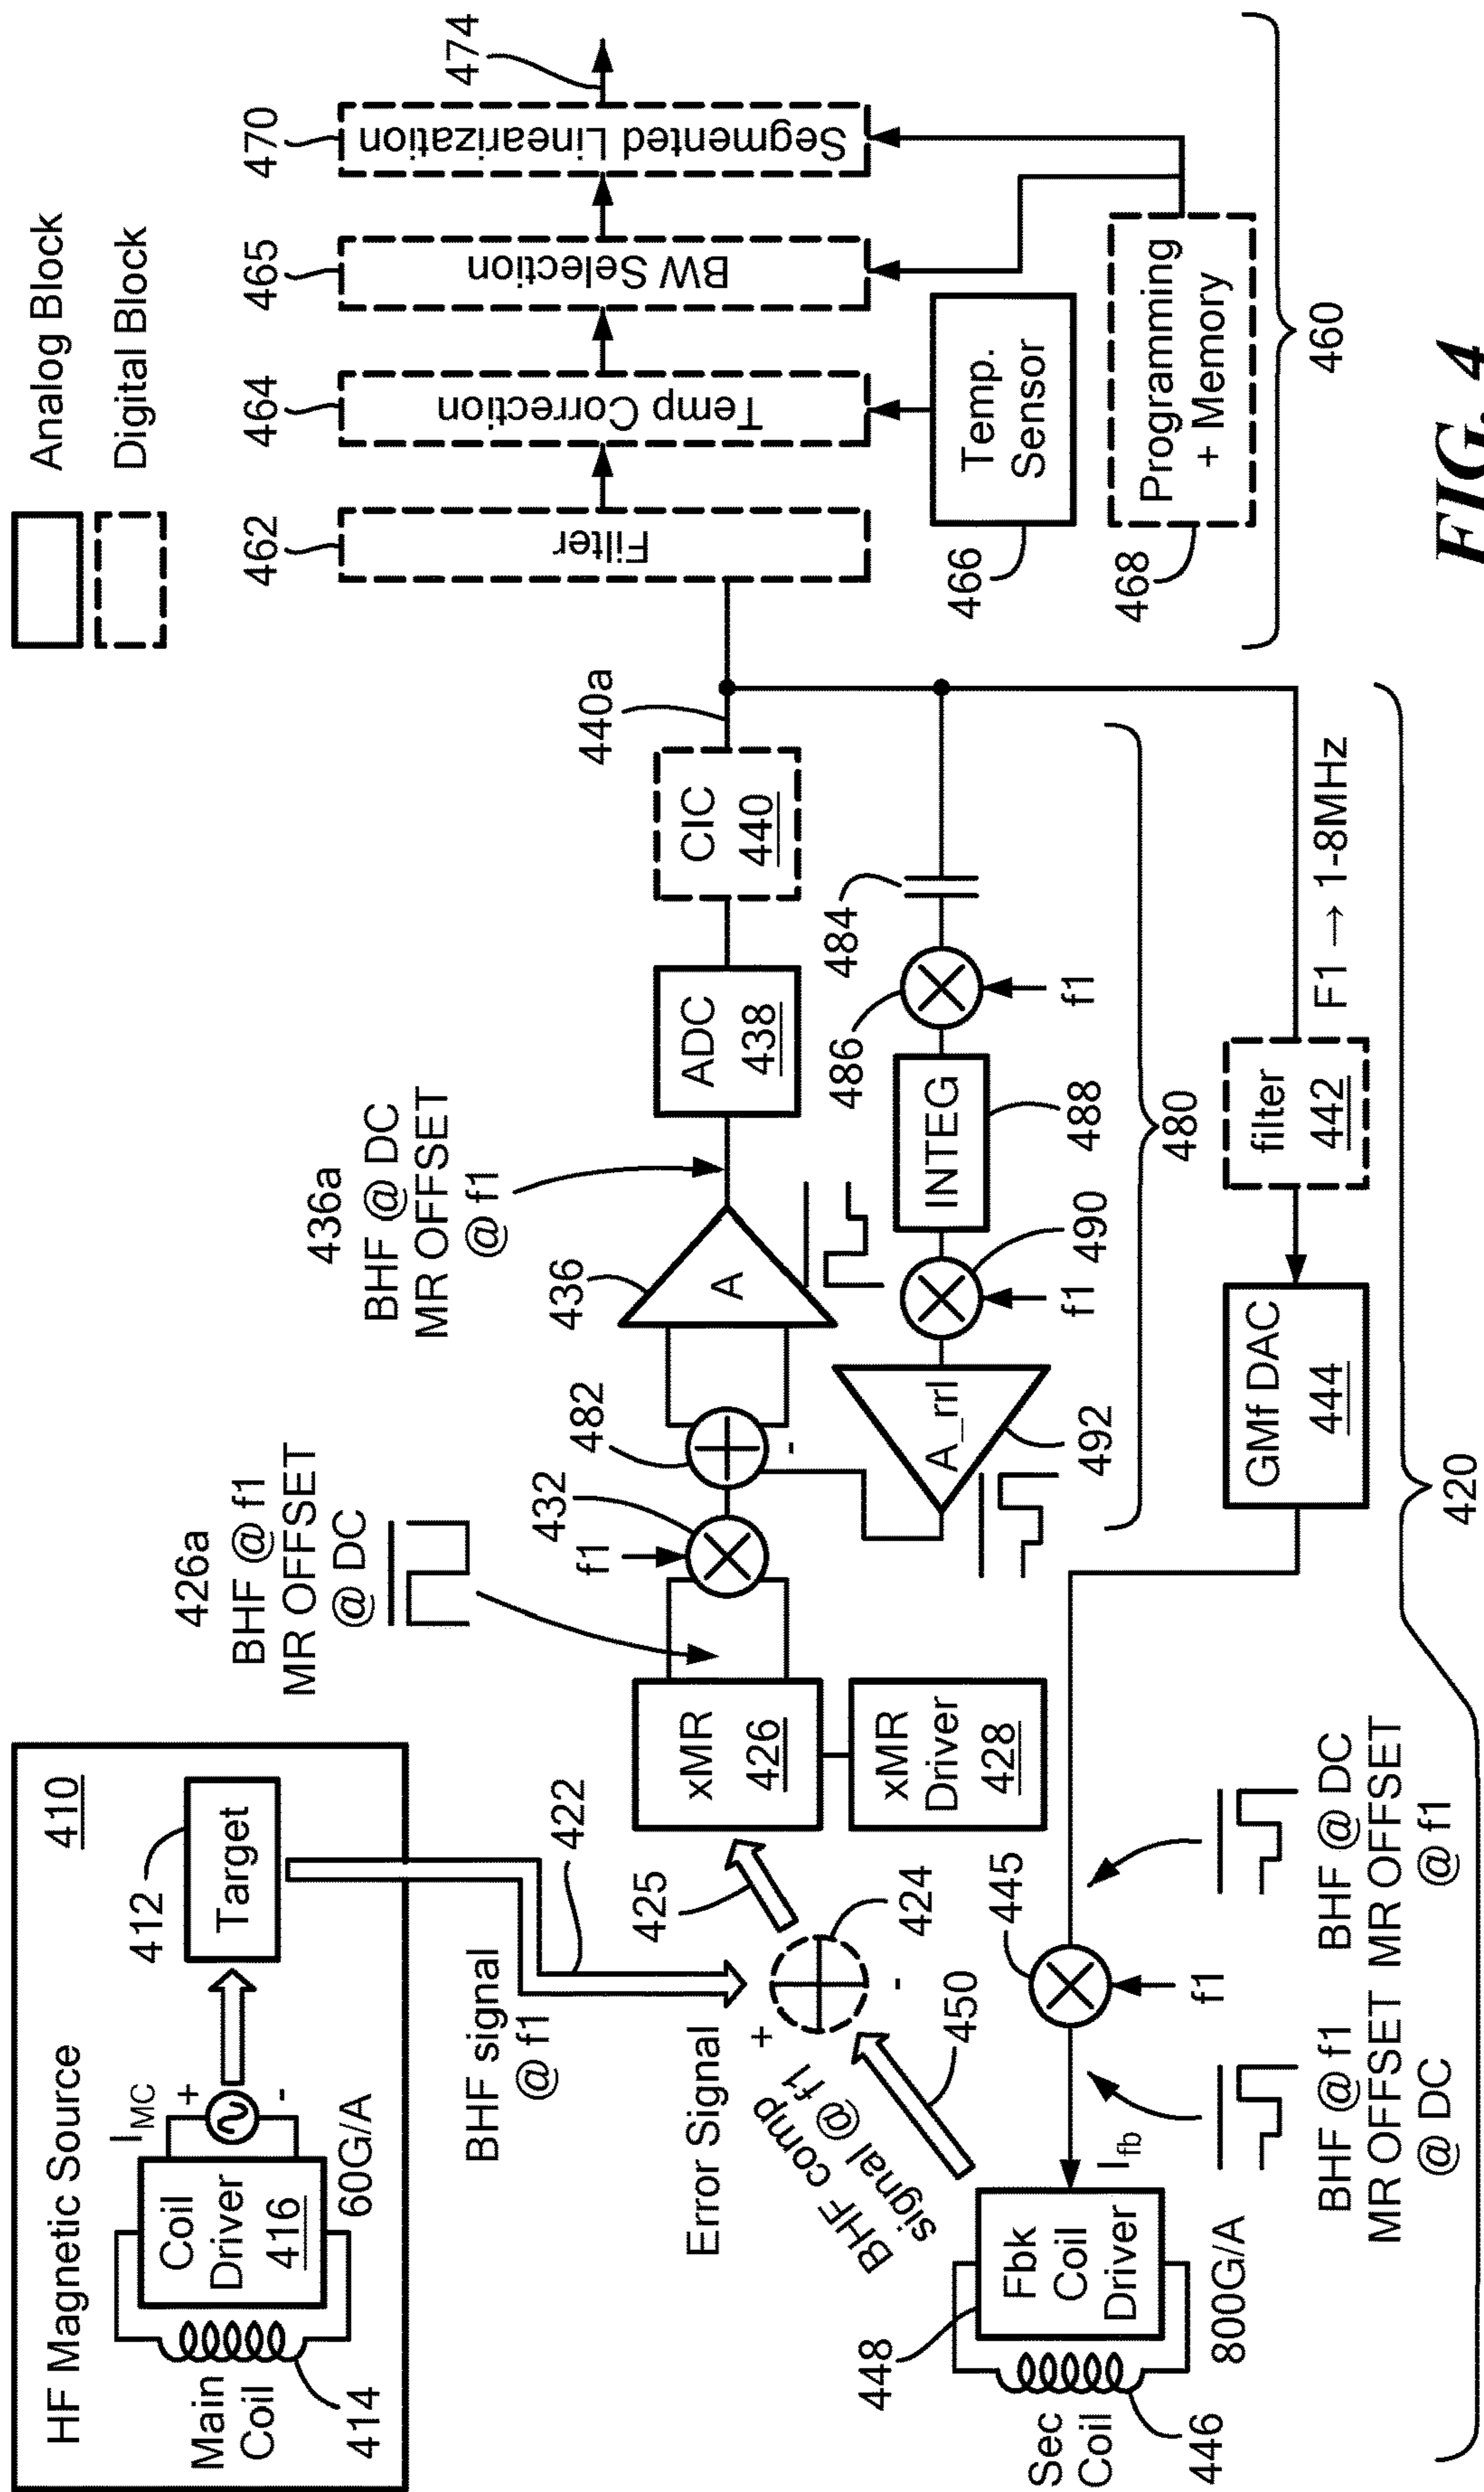 HF Magnetic Source
410
412
Target
I_MC
+
-
Coil
Driver
416
60G/A
Main
Coil
414
Analog Block
Digital Block
BHF signal
@ f1
422
Error Signal
+
-
424
425
BHF comp
signal @ f1
450
xMR
426
xMR
Driver
428
426a
BHF @ f1
MR OFFSET
@ DC
f1
432
482
-
436
A
436a
BHF @ DC
MR OFFSET
@ f1
ADC
438
CIC
440
440a
484
486
f1
INTEG
488
490
f1
A_rrl
492
480
F1 → 1-8MHz
filter
442
GMf DAC
444
420
445
f1
BHF @ DC
MR OFFSET
@ f1
BHF @ f1
MR OFFSET
@ DC
I_fb
Fbk
Coil
Driver
448
800G/A
Sec
Coil
446
462
Filter
464
Temp Correction
465
BW Selection
470
Segmented Linearization
474
Temp.
Sensor
466
Programming
+ Memory
468
460
FIG. 4